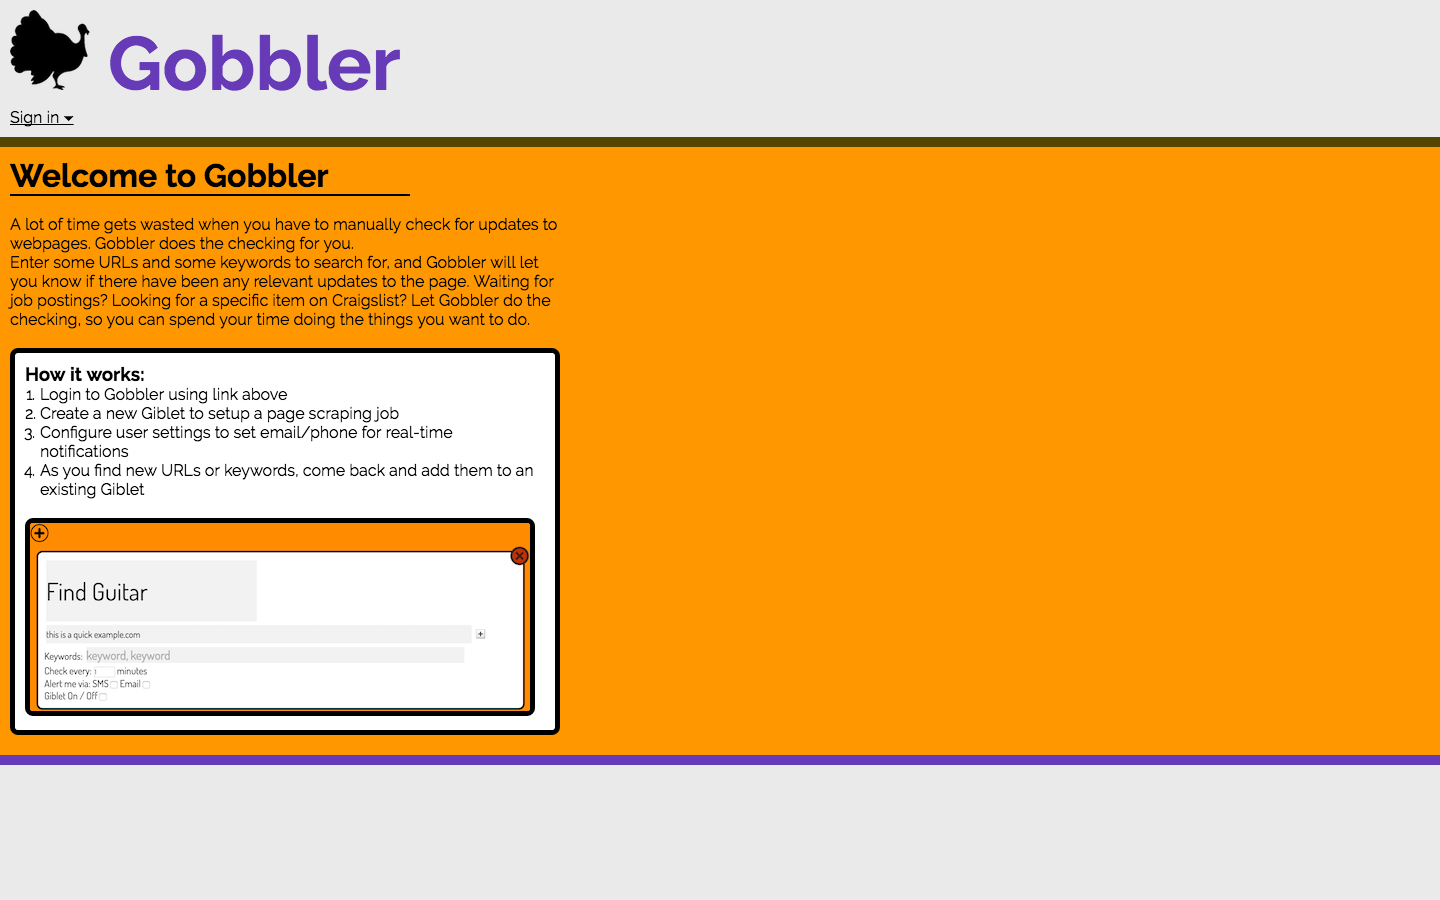 Gobbler
Sign in
Welcome to Gobbler
A lot of time gets wasted when you have to manually check for updates to
webpages. Gobbler does the checking for you.
Enter some URLs and some keywords to search for, and Gobbler will let
you know if there have been any relevant updates to the page. Waiting for
job postings? Looking for a specific item on Craigslist? Let Gobbler do the
checking, so you can spend your time doing the things you want to do.
How it works:
1. Login to Gobbler using link above
2. Create a new Giblet to setup a page scraping job
3. Configure user settings to set email/phone for real-time
notifications
4. As you find new URLs or keywords, come back and add them to an
existing Giblet
Find Guitar
this is a quick example.com
Keywords: keyword, keyword
Check every: minutes
Alert me via: SMS Email
Giblet On / Off